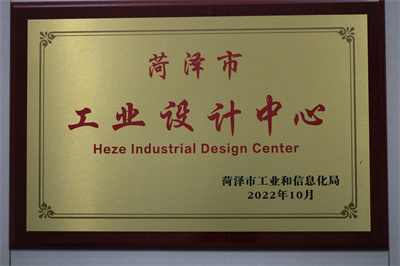 菏泽市
工业设计中心
Heze Industrial Design Center
菏泽市工业和信息化局
2022年10月